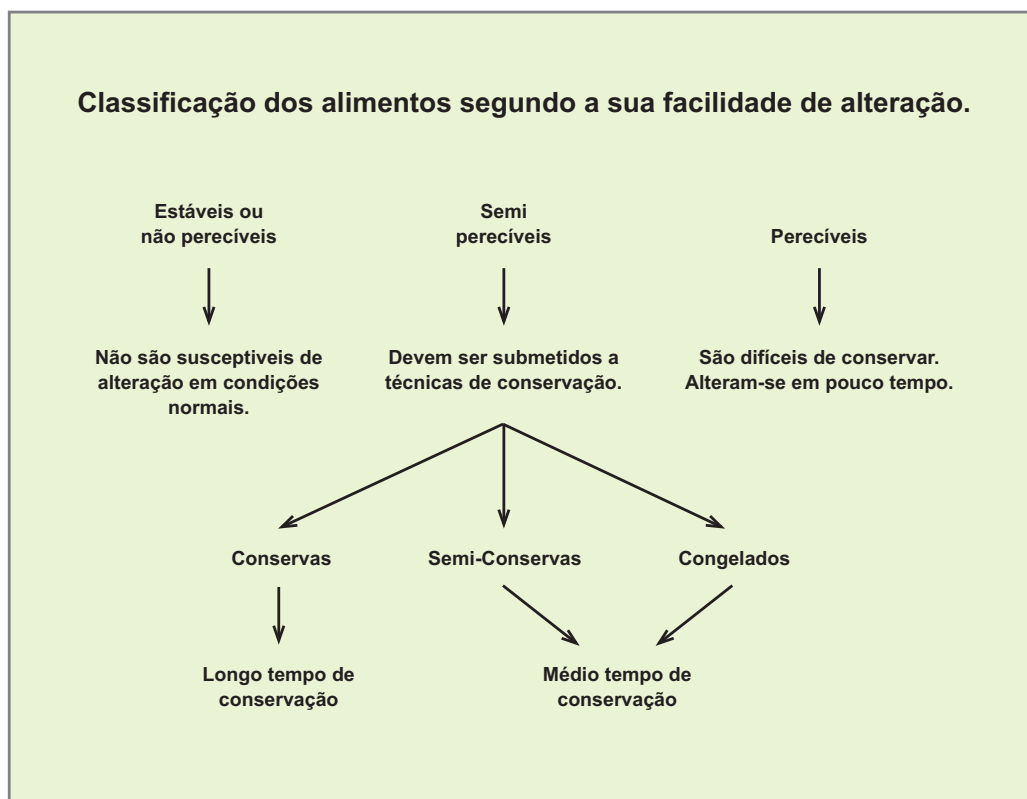 Classificação dos alimentos segundo a sua facilidade de alteração.
Estáveis ou
não perecíveis
Semi
perecíveis
Perecíveis
Não são susceptiveis de
alteração em condições
normais.
Devem ser submetidos a
técnicas de conservação.
São difíceis de conservar.
Alteram-se em pouco tempo.
Conservas
Semi-Conservas
Congelados
Longo tempo de
conservação
Médio tempo de
conservação